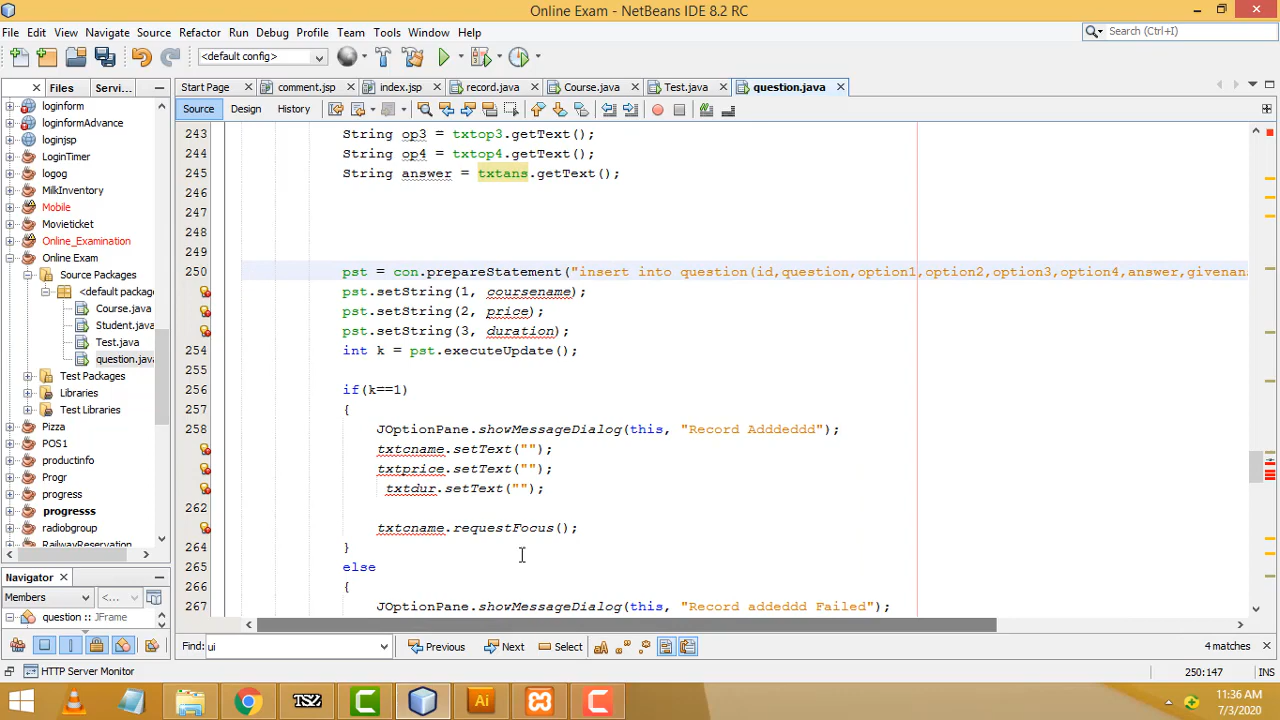 Online Exam - NetBeans IDE 8.2 RC
File Edit View Navigate Source Refactor Run Debug Profile Team Tools Window Help
Search (Ctrl+I)
<default config>
Files Servi...
Start Page comment.jsp index.jsp record.java Course.java Test.java question.java
Source Design History
loginform
loginformAdvance
loginjsp
LoginTimer
logog
MilkInventory
Mobile
Movieticket
Online_Examination
Online Exam
Source Packages
<default package
Course.java
Student.java
Test.java
question.java
Test Packages
Libraries
Test Libraries
Pizza
POS1
productinfo
Progr
progress
progresss
radiobgroup
RailwayReservation
Navigator
Members <...
question :: JFrame
243 String op3 = txtop3.getText();
244 String op4 = txtop4.getText();
245 String answer = txtans.getText();
246
247
248
249
250 pst = con.prepareStatement("insert into question(id,question,option1,option2,option3,option4,answer,givenans
pst.setString(1, coursename);
pst.setString(2, price);
pst.setString(3, duration);
254 int k = pst.executeUpdate();
255
256 if(k==1)
257 {
258 JOptionPane.showMessageDialog(this, "Record Adddeddd");
txtcname.setText("");
txtprice.setText("");
txtdur.setText("");
262
txtcname.requestFocus();
264 }
265 else
266 {
267 JOptionPane.showMessageDialog(this, "Record addeddd Failed");
Find: ui Previous Next Select 4 matches
HTTP Server Monitor 250:147 INS
TSZ Ai
11:36 AM
7/3/2020